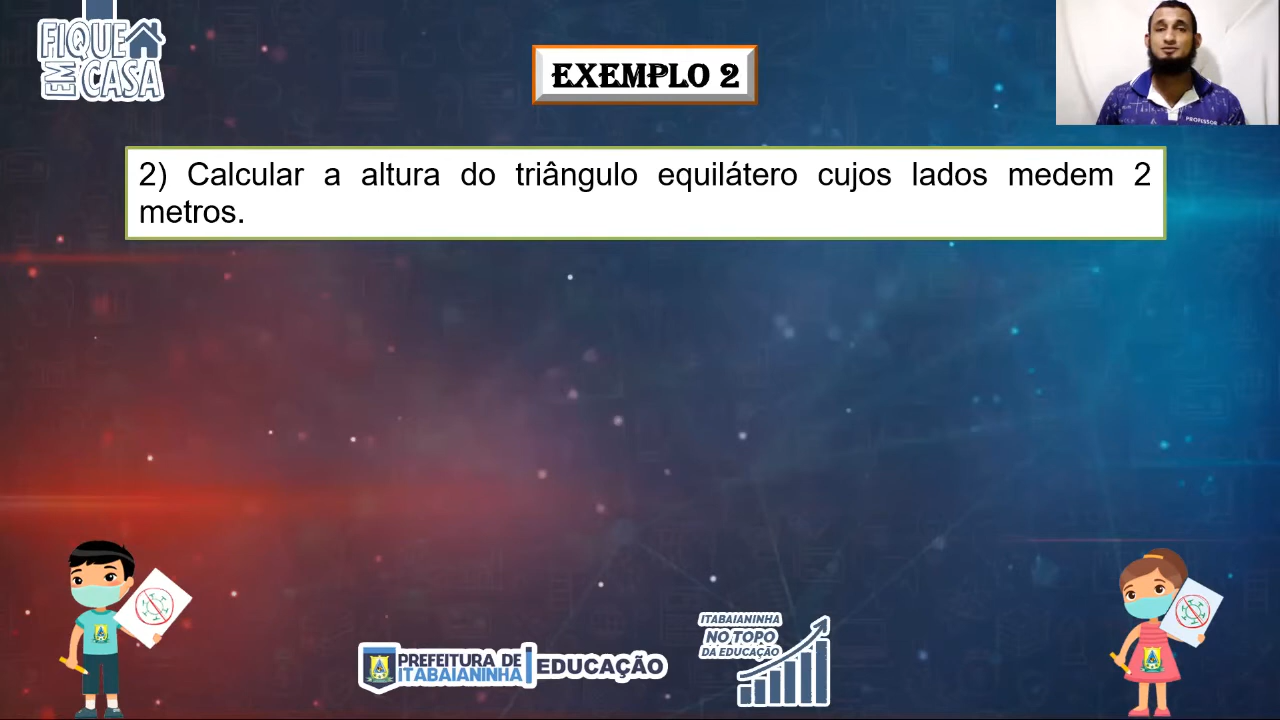 FIQUE
EM CASA
EXEMPLO 2
PROFESSOR
2) Calcular a altura do triângulo equilátero cujos lados medem 2
metros.
ITABAIANINHA
NO TOPO
DA EDUCAÇÃO
PREFEITURA DE
ITABAIANINHA
EDUCAÇÃO